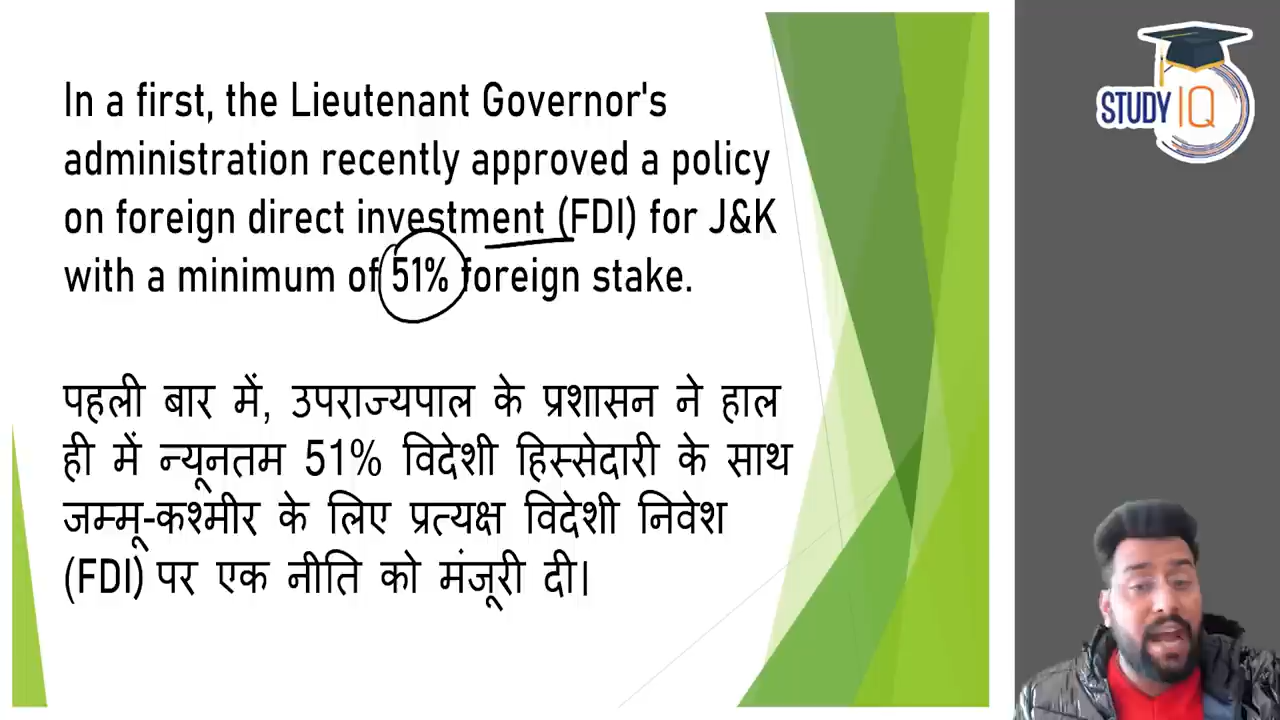 In a first, the Lieutenant Governor's
administration recently approved a policy
on foreign direct investment (FDI) for J&K
with a minimum of 51% foreign stake.
पहली बार में, उपराज्यपाल के प्रशासन ने हाल
ही में न्यूनतम 51% विदेशी हिस्सेदारी के साथ
जम्मू-कश्मीर के लिए प्रत्यक्ष विदेशी निवेश
(FDI) पर एक नीति को मंजूरी दी।
STUDY IQ